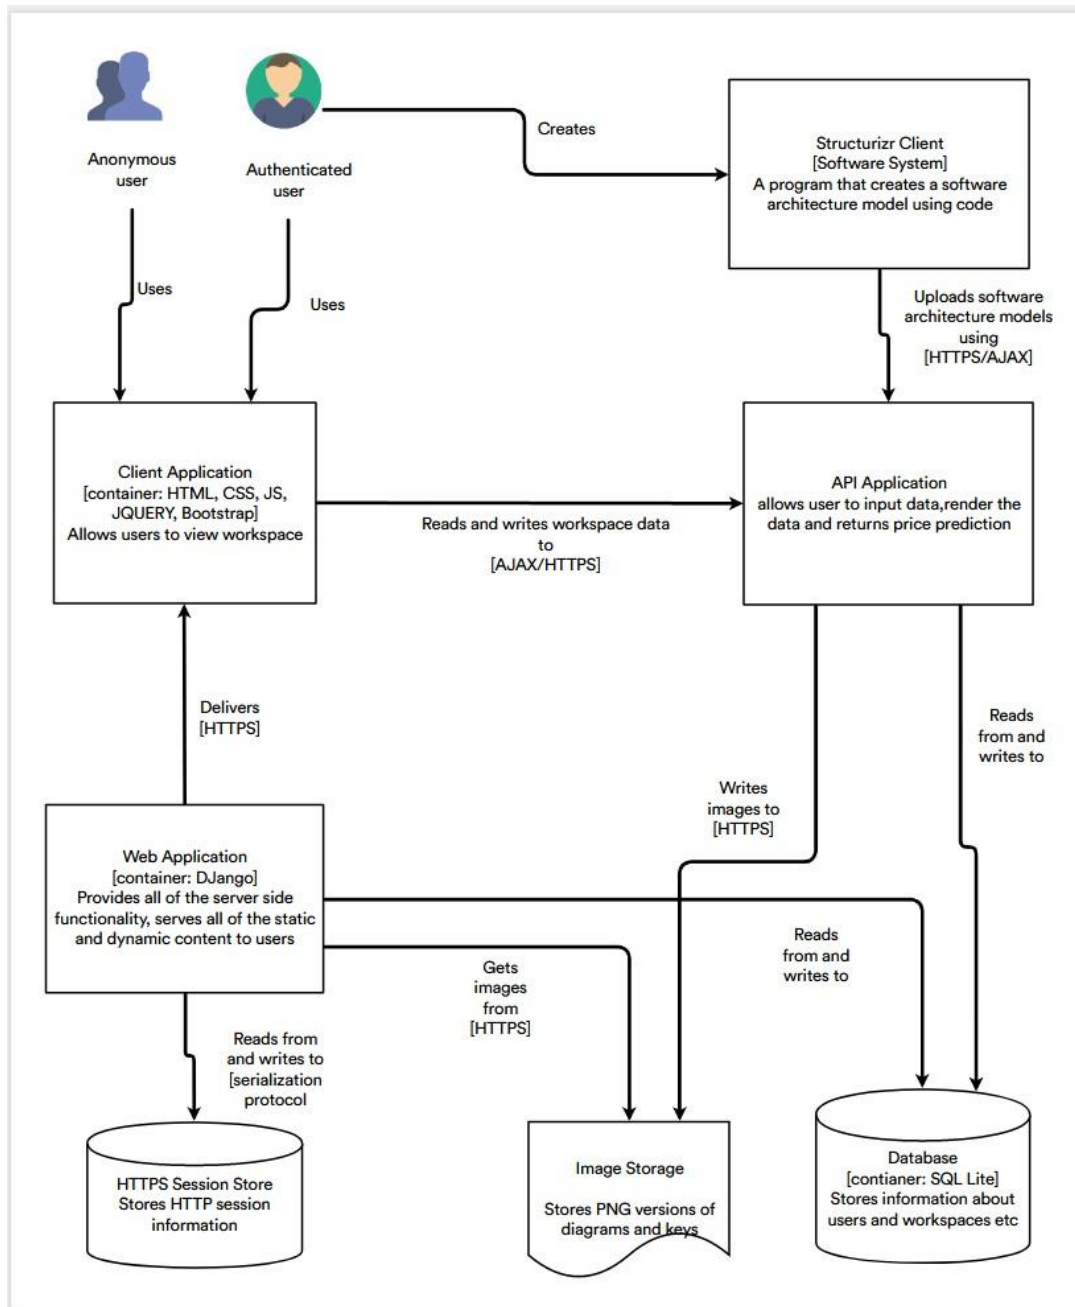 Anonymous
user
Authenticated
user
Creates
Structurizr Client
[Software System]
A program that creates a software
architecture model using code
Uses
Uses
Uploads software
architecture models
using
[HTTPS/AJAX]
Client Application
[container: HTML, CSS, JS,
JQUERY, Bootstrap]
Allows users to view workspace
Reads and writes workspace data
to
[AJAX/HTTPS]
API Application
allows user to input data,render the
data and returns price prediction
Delivers
[HTTPS]
Reads
from and
writes to
Writes
images to
[HTTPS]
Web Application
[container: DJango]
Provides all of the server side
functionality, serves all of the static
and dynamic content to users
Reads
from and
writes to
Gets
images
from
[HTTPS]
Reads from
and writes to
[serialization
protocol
HTTPS Session Store
Stores HTTP session
information
Image Storage
Stores PNG versions of
diagrams and keys
Database
[contianer: SQL Lite]
Stores information about
users and workspaces etc